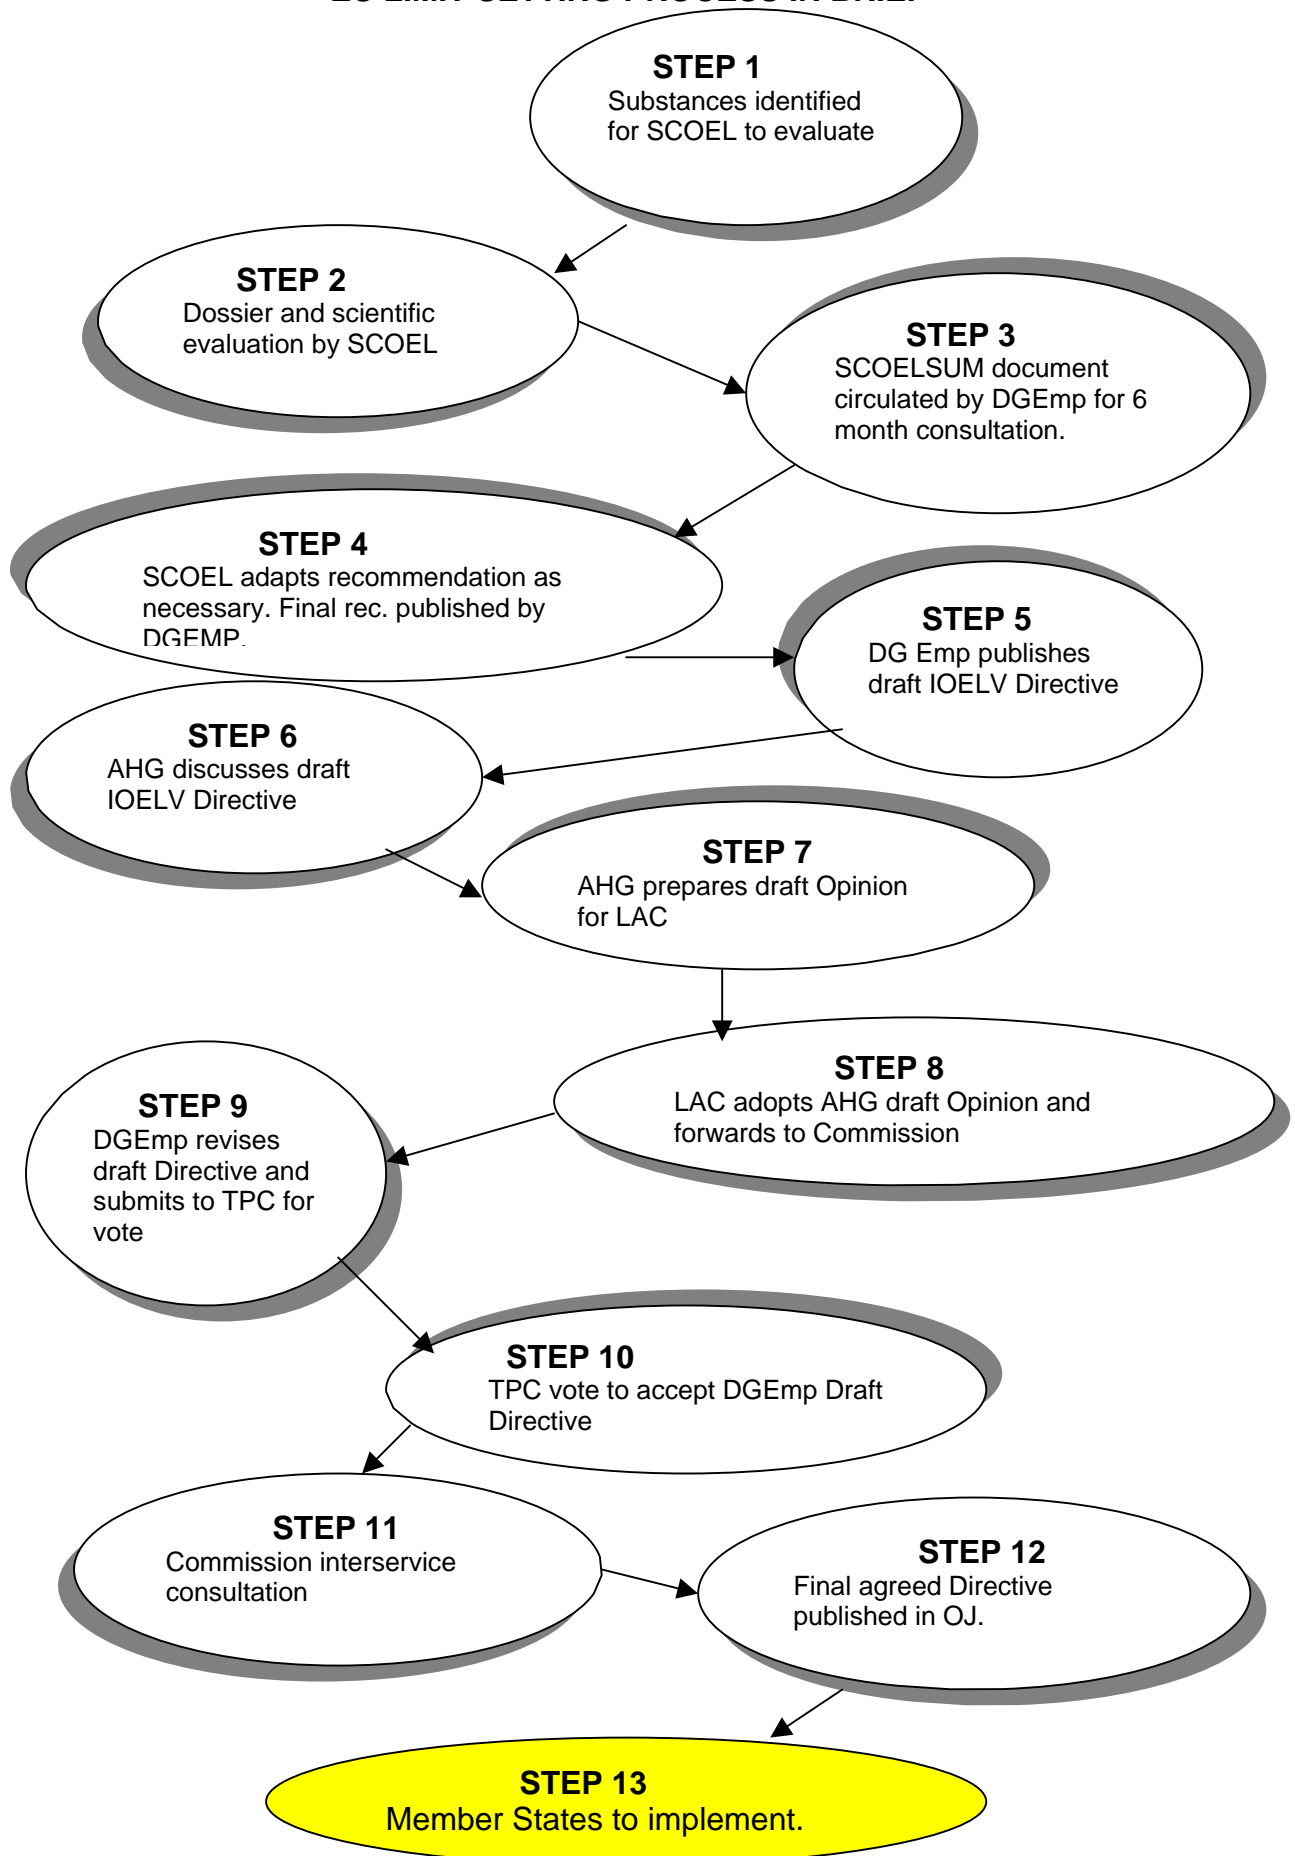 STEP 1
Substances identified
for SCOEL to evaluate
STEP 2
Dossier and scientific
evaluation by SCOEL
STEP 3
SCOELSUM document
circulated by DGEmp for 6
month consultation.
STEP 4
SCOEL adapts recommendation as
necessary. Final rec. published by
DGEMP.
STEP 5
DG Emp publishes
draft IOELV Directive
STEP 6
AHG discusses draft
IOELV Directive
STEP 7
AHG prepares draft Opinion
for LAC
STEP 8
LAC adopts AHG draft Opinion and
forwards to Commission
STEP 9
DGEmp revises
draft Directive and
submits to TPC for
vote
STEP 10
TPC vote to accept DGEmp Draft
Directive
STEP 11
Commission interservice
consultation
STEP 12
Final agreed Directive
published in OJ.
STEP 13
Member States to implement.